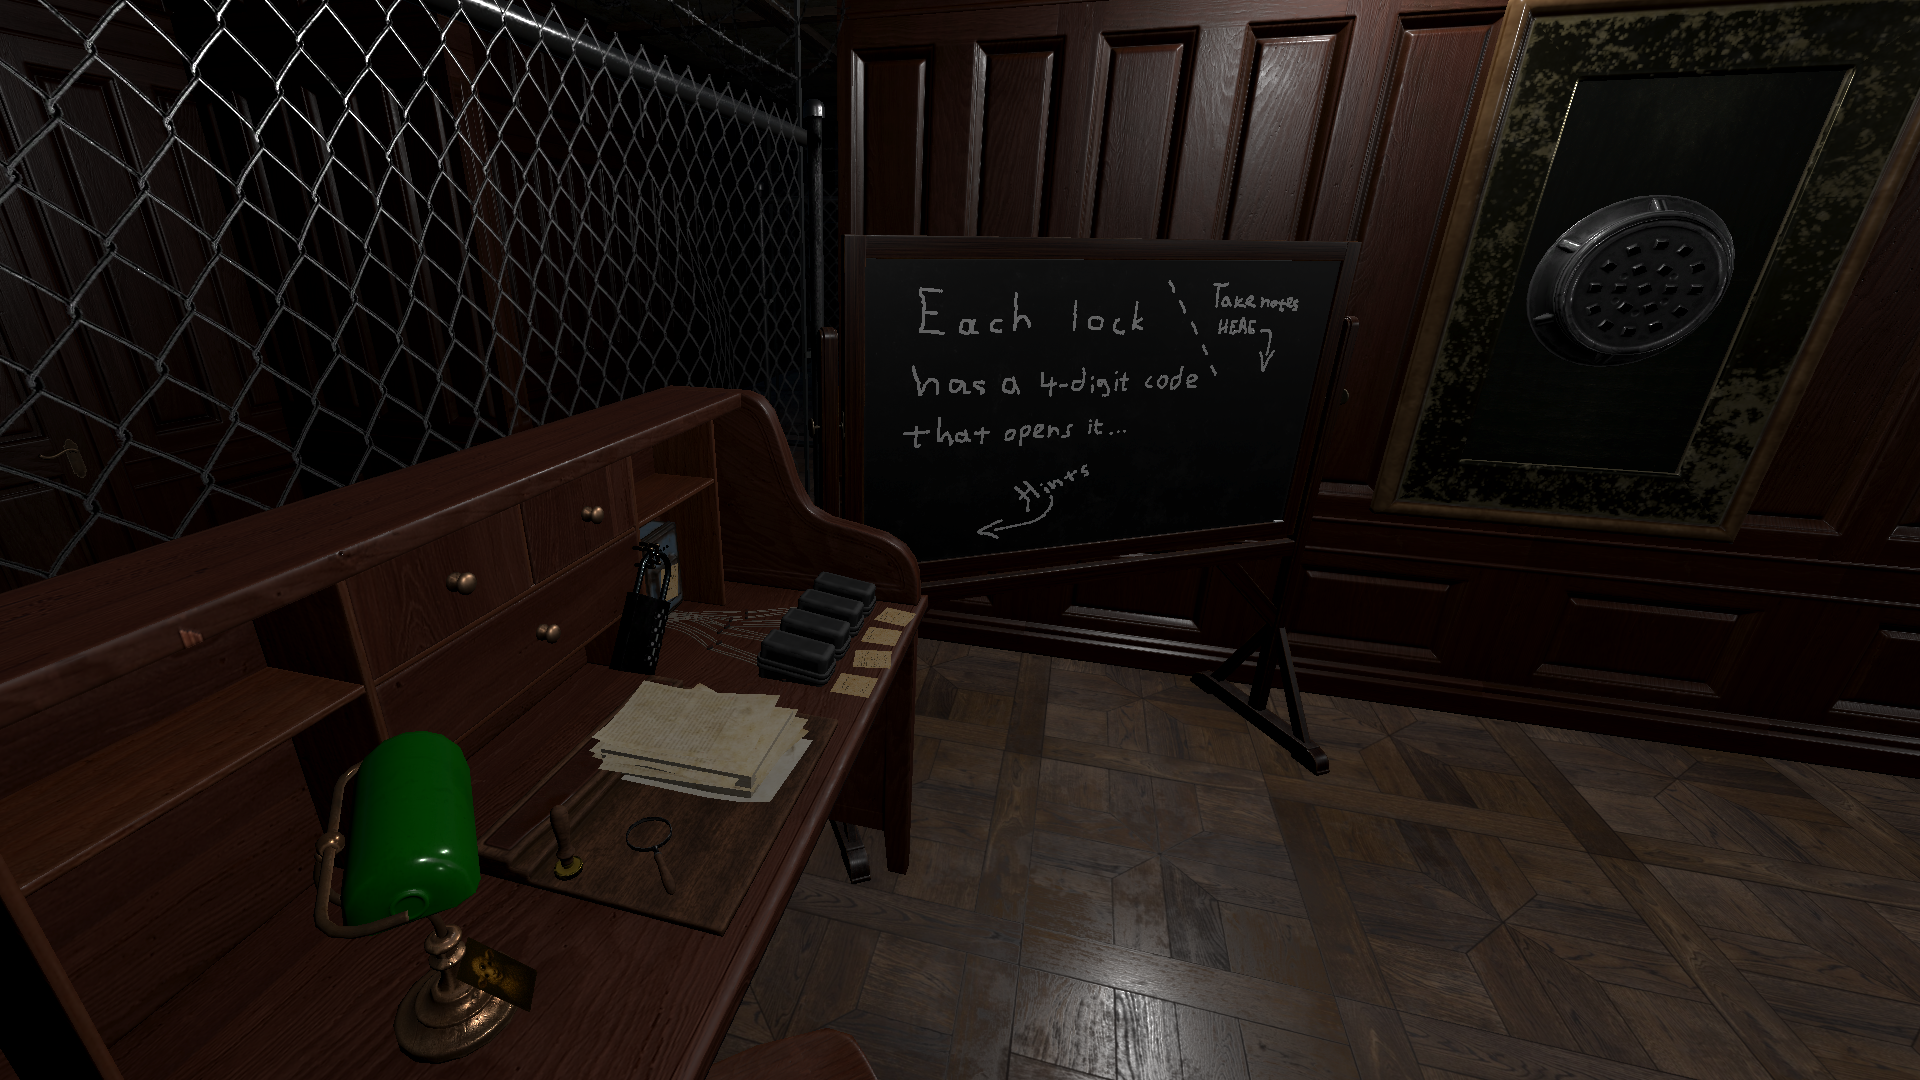 Each lock
has a 4-digit code
that opens it...
Hints
Take notes
HERE